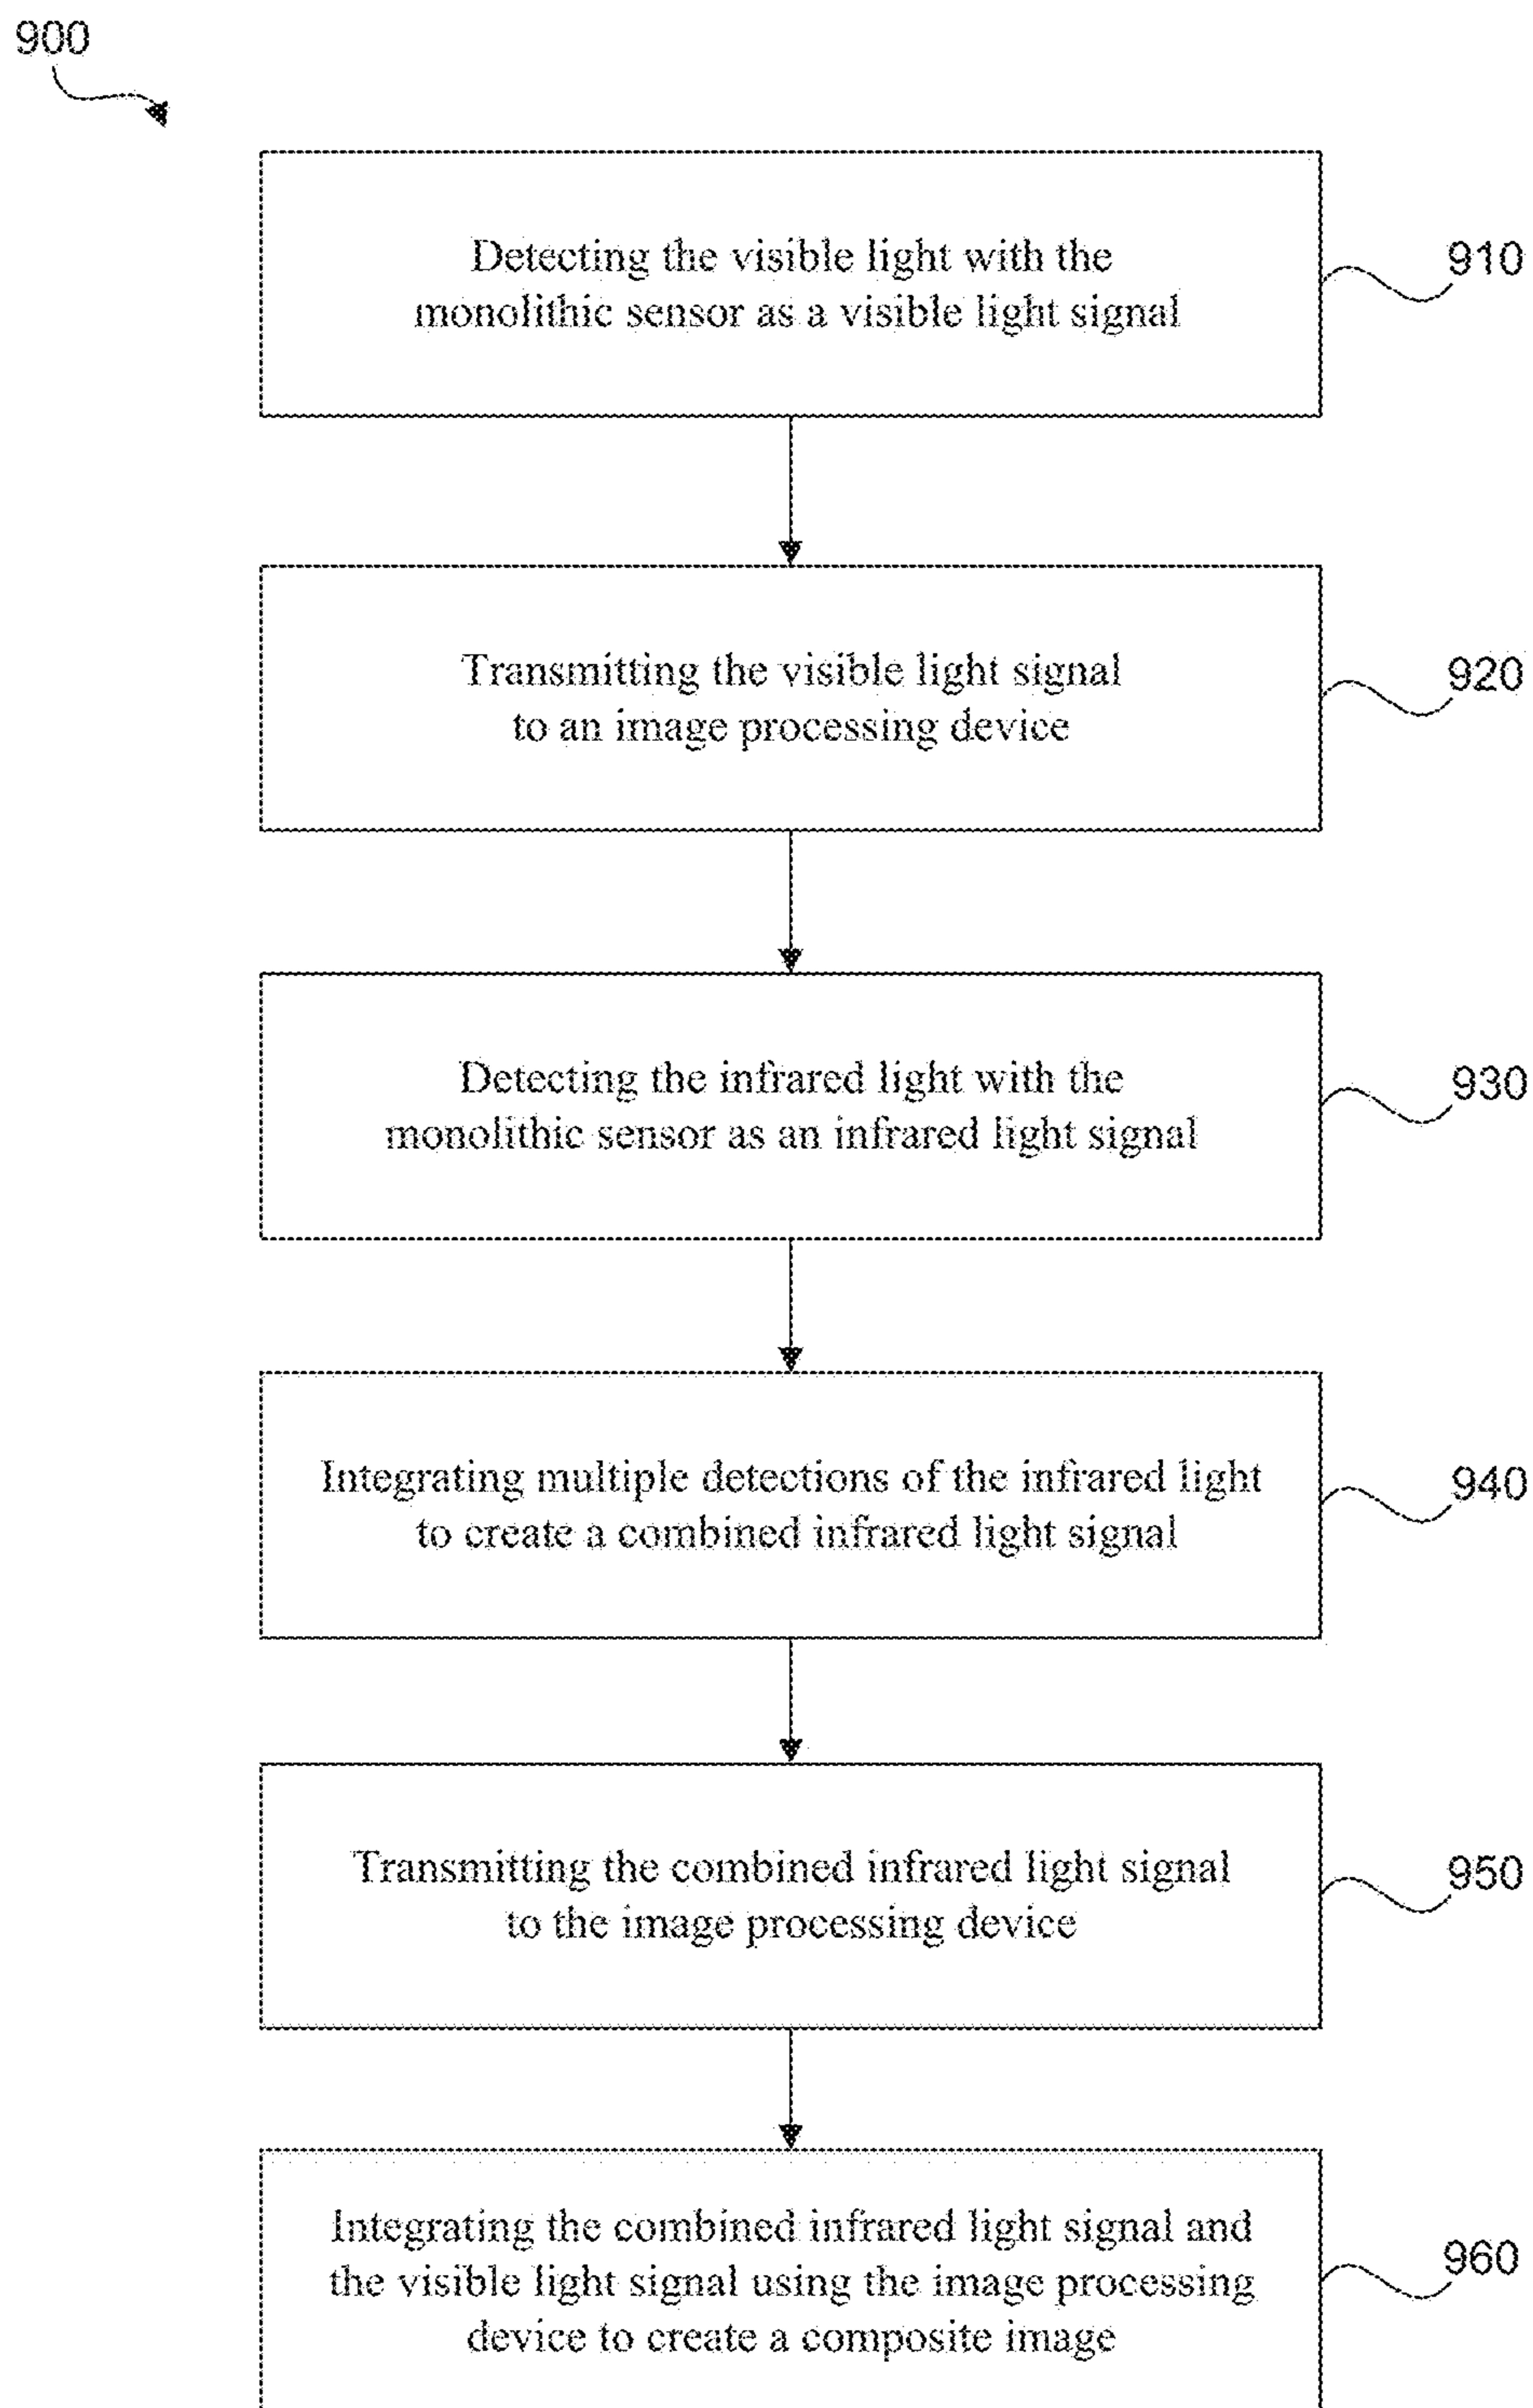 900
Detecting the visible light with the
monolithic sensor as a visible light signal
910
Transmitting the visible light signal
to an image processing device
920
Detecting the infrared light with the
monolithic sensor as an infrared light signal
930
Integrating multiple detections of the infrared light
to create a combined infrared light signal
940
Transmitting the combined infrared light signal
to the image processing device
950
Integrating the combined infrared light signal and
the visible light signal using the image processing
device to create a composite image
960